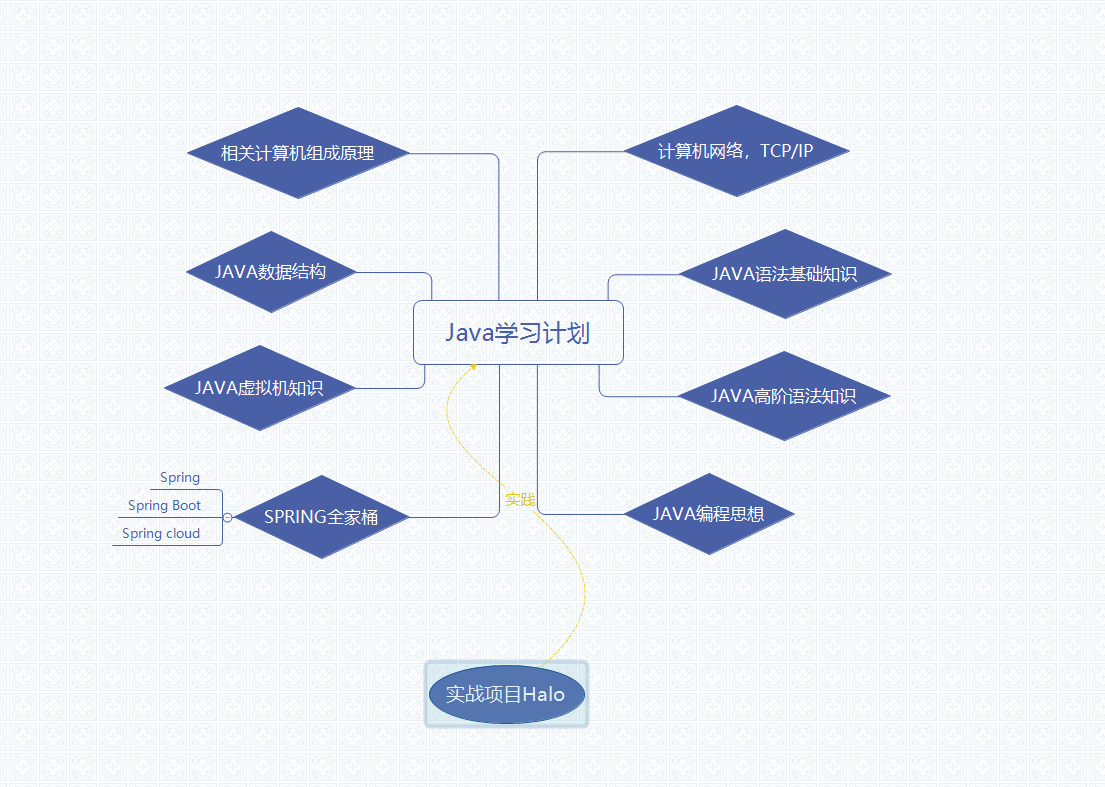 相关计算机组成原理
计算机网络，TCP/IP
JAVA数据结构
JAVA语法基础知识
Java学习计划
JAVA虚拟机知识
JAVA高阶语法知识
Spring
Spring Boot
Spring cloud
SPRING全家桶
实践
JAVA编程思想
实战项目Halo